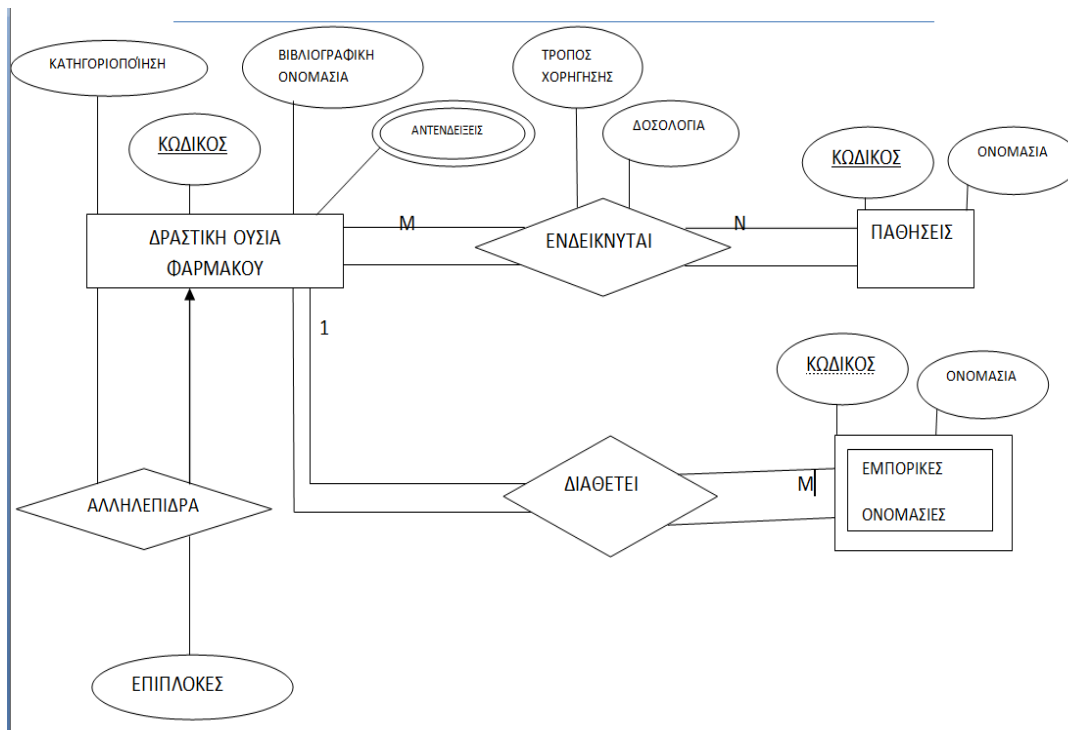 ΚΑΤΗΓΟΡΙΟΠΟΊΗΣΗ
ΒΙΒΛΙΟΓΡΑΦΙΚΗ
ΟΝΟΜΑΣΙΑ
ΤΡΟΠΟΣ
ΧΟΡΗΓΗΣΗΣ
ΚΩΔΙΚΟΣ
ΑΝΤΕΝΔΕΙΞΕΙΣ
ΔΟΣΟΛΟΓΙΑ
ΚΩΔΙΚΟΣ
ΟΝΟΜΑΣΙΑ
ΔΡΑΣΤΙΚΗ ΟΥΣΙΑ
ΦΑΡΜΑΚΟΥ
M
ΕΝΔΕΙΚΝΥΤΑΙ
N
ΠΑΘΗΣΕΙΣ
1
ΚΩΔΙΚΟΣ
ΟΝΟΜΑΣΙΑ
ΑΛΛΗΛΕΠΙΔΡΑ
ΔΙΑΘΕΤΕΙ
M
ΕΜΠΟΡΙΚΕΣ
ΟΝΟΜΑΣΙΕΣ
ΕΠΙΠΛΟΚΕΣ